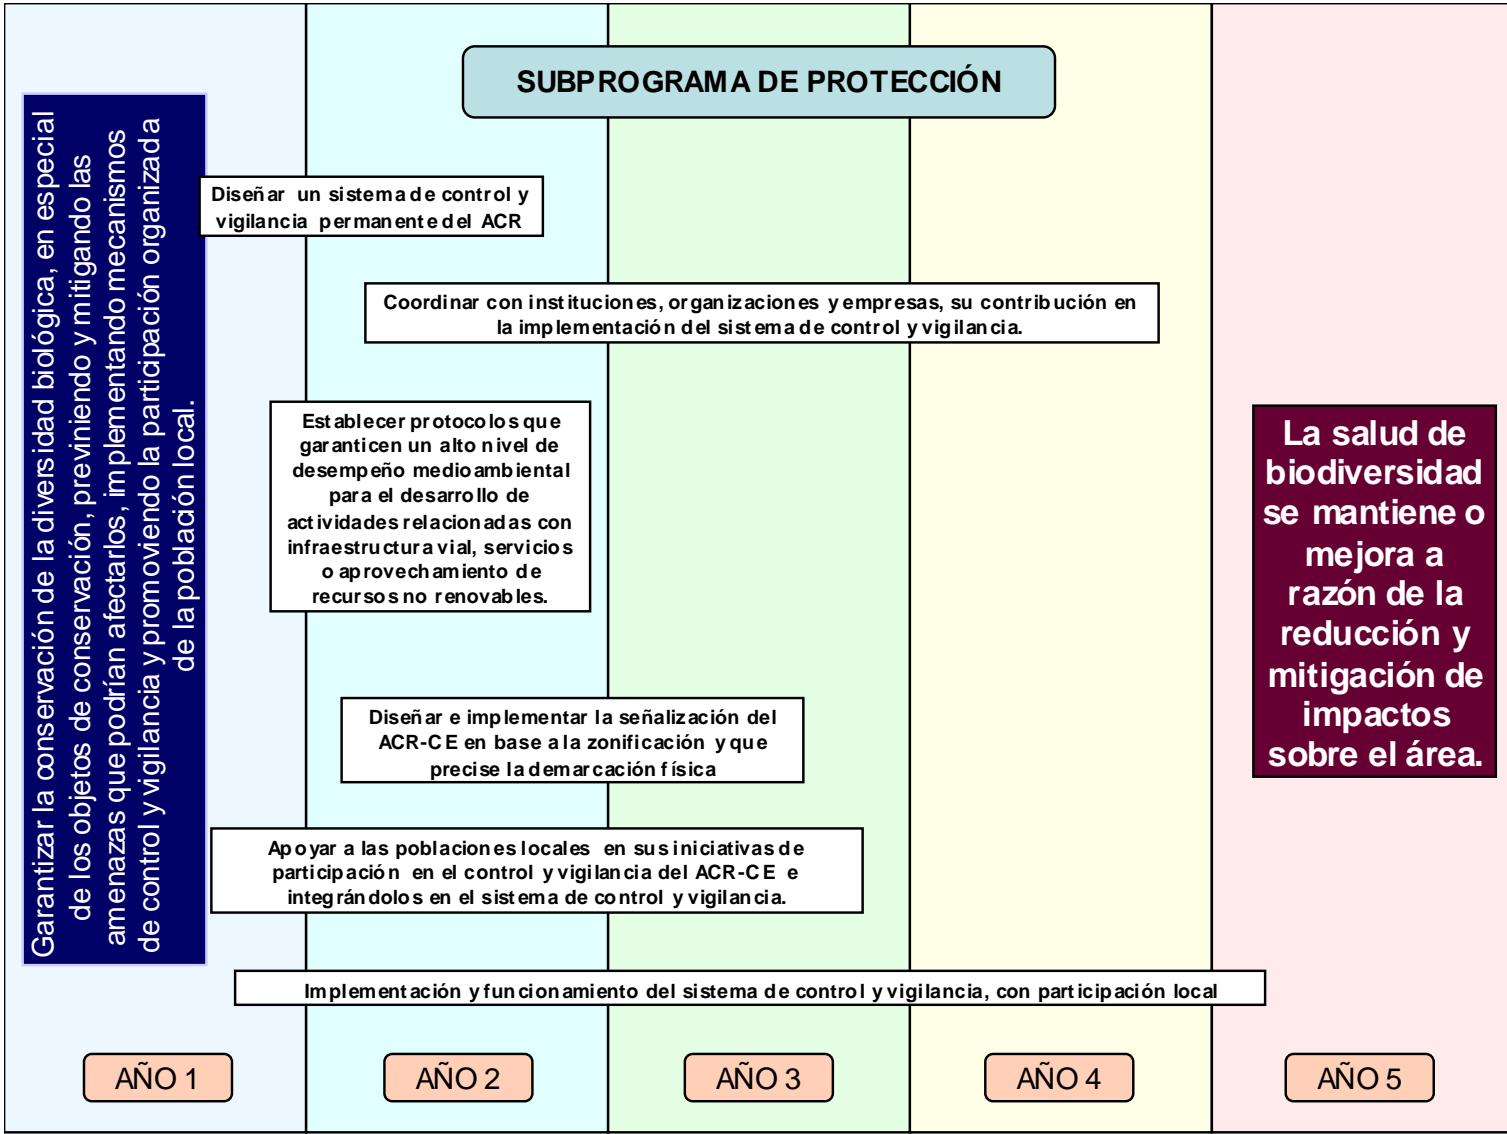 SUBPROGRAMA DE PROTECCIÓN
Garantizar la conservación de la diversidad biológica, en especial
de los objetos de conservación, previniendo y mitigando las
amenazas que podrían afectarlos, implementando mecanismos
de control y vigilancia y promoviendo la participación organizada
de la población local.
Diseñar un sistema de control y
vigilancia permanente del ACR
Coordinar con instituciones, organizaciones y empresas, su contribución en
la implementación del sistema de control y vigilancia.
Establecer protocolos que
garanticen un alto nivel de
desempeño medioambiental
para el desarrollo de
actividades relacionadas con
infraestructura vial, servicios
o aprovechamiento de
recursos no renovables.
Diseñar e implementar la señalización del
ACR-CE en base a la zonificación y que
precise la demarcación física
Apoyar a las poblaciones locales en sus iniciativas de
participación en el control y vigilancia del ACR-CE e
integrándolos en el sistema de control y vigilancia.
Implementación y funcionamiento del sistema de control y vigilancia, con participación local
La salud de
biodiversidad
se mantiene o
mejora a
razón de la
reducción y
mitigación de
impactos
sobre el área.
AÑO 1
AÑO 2
AÑO 3
AÑO 4
AÑO 5